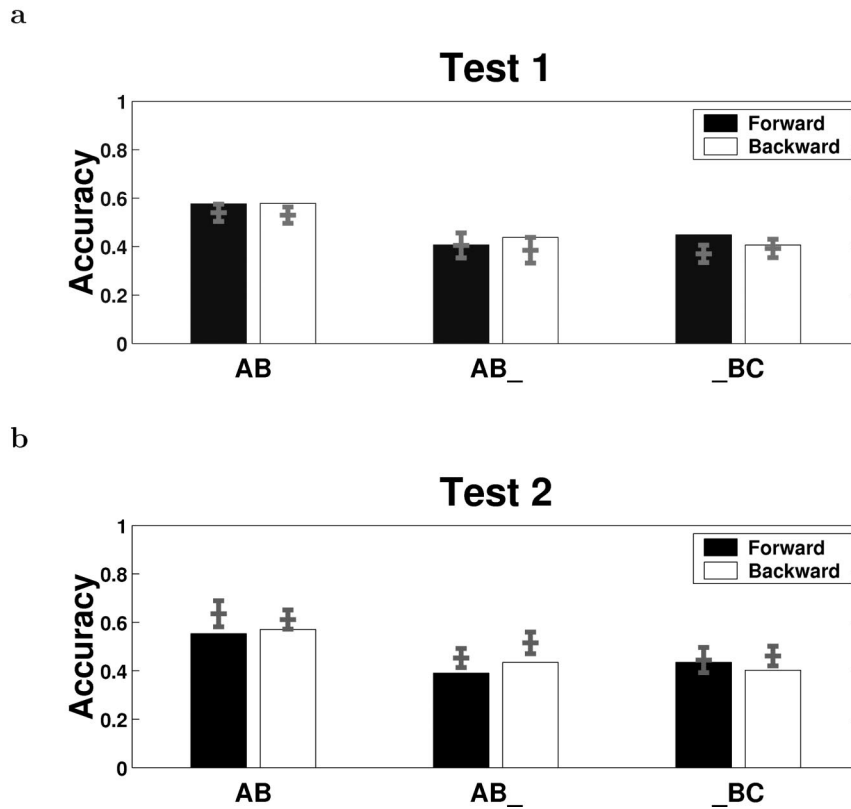 a
Test 1
Accuracy
1
0.8
0.6
0.4
0.2
0
Forward
Backward
AB
AB_
_BC
b
Test 2
Accuracy
1
0.8
0.6
0.4
0.2
0
Forward
Backward
AB
AB_
_BC